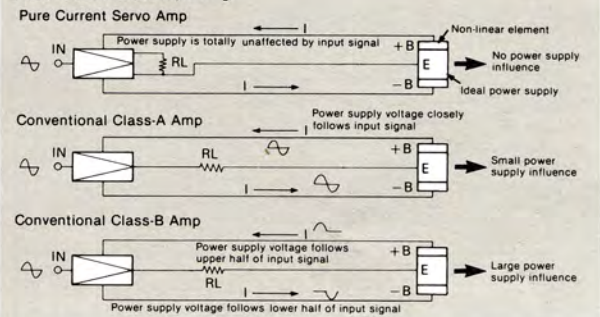 Pure Current Servo Amp
I
Power supply is totally unaffected by input signal
+B
Non-linear element
IN
RL
E
No power supply
influence
I
−B
Ideal power supply
Conventional Class-A Amp
Power supply voltage closely
follows input signal
I
+B
IN
RL
E
Small power
supply influence
I
−B
Conventional Class-B Amp
I
+B
IN
Power supply voltage follows
upper half of input signal
RL
E
Large power
supply influence
I
−B
Power supply voltage follows lower half of input signal